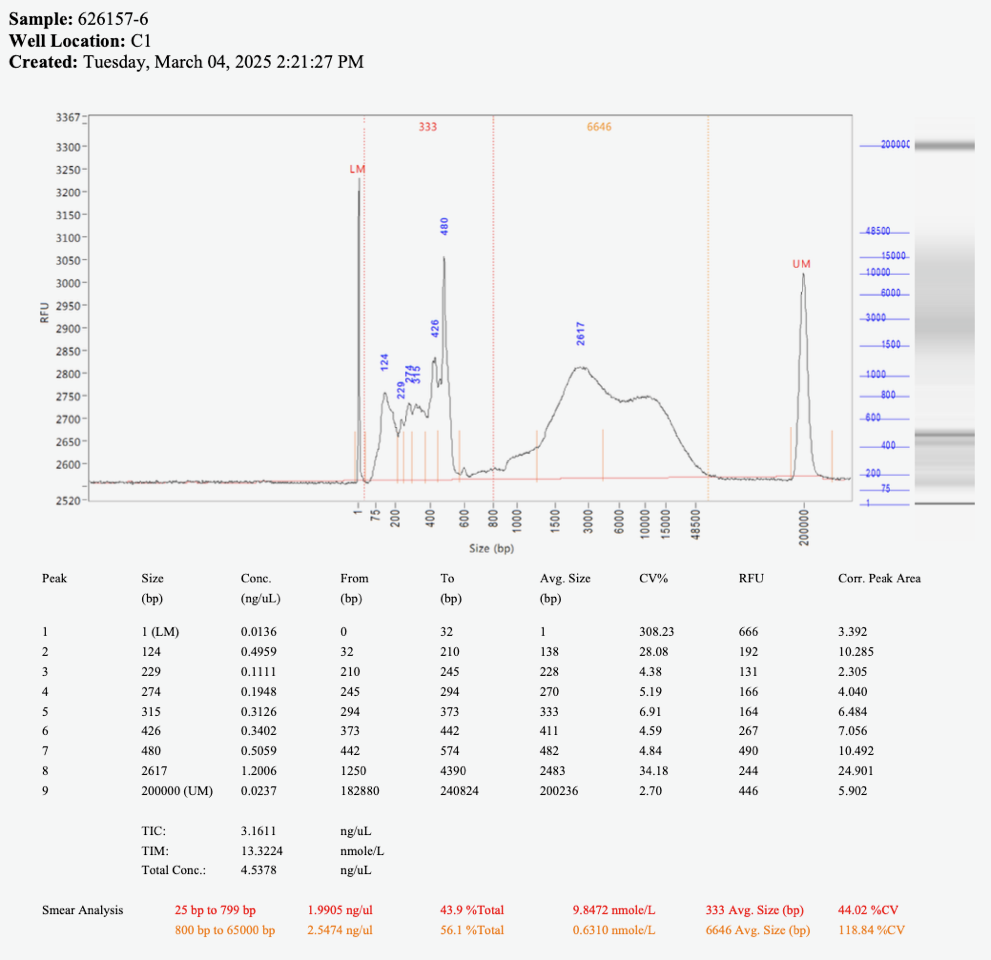 Sample: 626157-6
Well Location: C1
Created: Tuesday, March 04, 2025 2:21:27 PM
3367
3300
3250
3200
3150
3100
3050
3000
2950
2900
2850
2800
2750
2700
2650
2600
2520
RFU
333
6646
LM
124
229
274
315
426
480
2617
UM
1
75
200
400
600
800
1000
1500
3000
6000
10000
15000
48500
200000
Size (bp)
200000
48500
15000
10000
6000
3000
1500
1000
800
600
400
200
75
1
Peak Size Conc. From To Avg. Size CV% RFU Corr. Peak Area
(bp) (ng/uL) (bp) (bp) (bp)
1 1 (LM) 0.0136 0 32 1 308.23 666 3.392
2 124 0.4959 32 210 138 28.08 192 10.285
3 229 0.1111 210 245 228 4.38 131 2.305
4 274 0.1948 245 294 270 5.19 166 4.040
5 315 0.3126 294 373 333 6.91 164 6.484
6 426 0.3402 373 442 411 4.59 267 7.056
7 480 0.5059 442 574 482 4.84 490 10.492
8 2617 1.2006 1250 4390 2483 34.18 244 24.901
9 200000 (UM) 0.0237 182880 240824 200236 2.70 446 5.902
TIC: 3.1611 ng/uL
TIM: 13.3224 nmole/L
Total Conc.: 4.5378 ng/uL
Smear Analysis 25 bp to 799 bp 1.9905 ng/ul 43.9 %Total 9.8472 nmole/L 333 Avg. Size (bp) 44.02 %CV
800 bp to 65000 bp 2.5474 ng/ul 56.1 %Total 0.6310 nmole/L 6646 Avg. Size (bp) 118.84 %CV